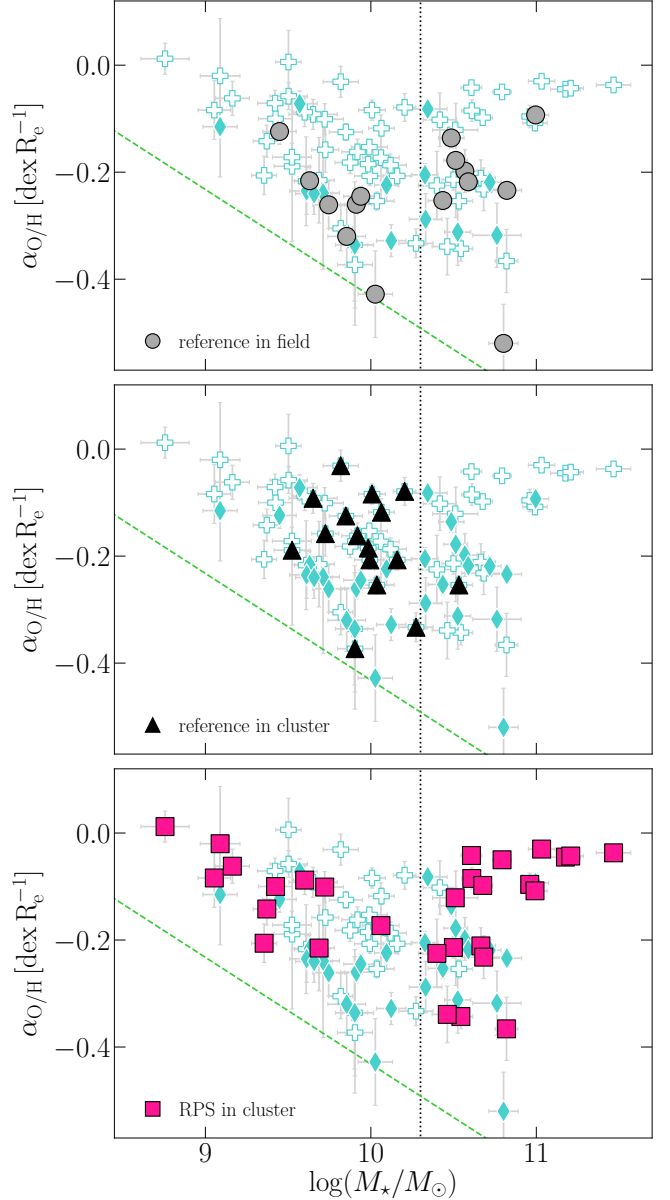 0.0
−0.2
−0.4
α_O/H [dex R_e^−1]
reference in field
0.0
−0.2
−0.4
α_O/H [dex R_e^−1]
reference in cluster
0.0
−0.2
−0.4
α_O/H [dex R_e^−1]
RPS in cluster
9 10 11
log(M⋆/M⊙)